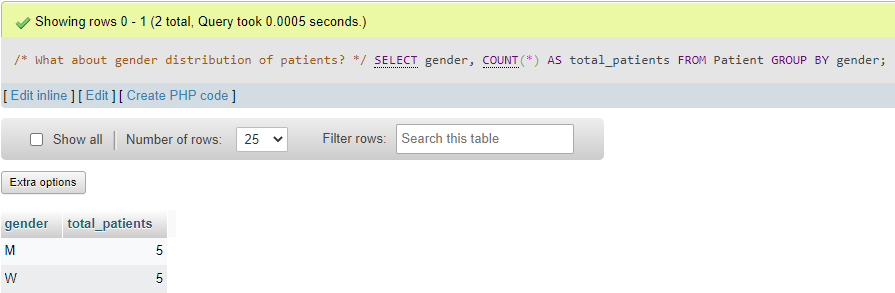 Showing rows 0 - 1 (2 total, Query took 0.0005 seconds.)
/* What about gender distribution of patients? */ SELECT gender, COUNT(*) AS total_patients FROM Patient GROUP BY gender;
[ Edit inline ] [ Edit ] [ Create PHP code ]
Show all | Number of rows: 25 Filter rows: Search this table
Extra options
gender total_patients
M 5
W 5